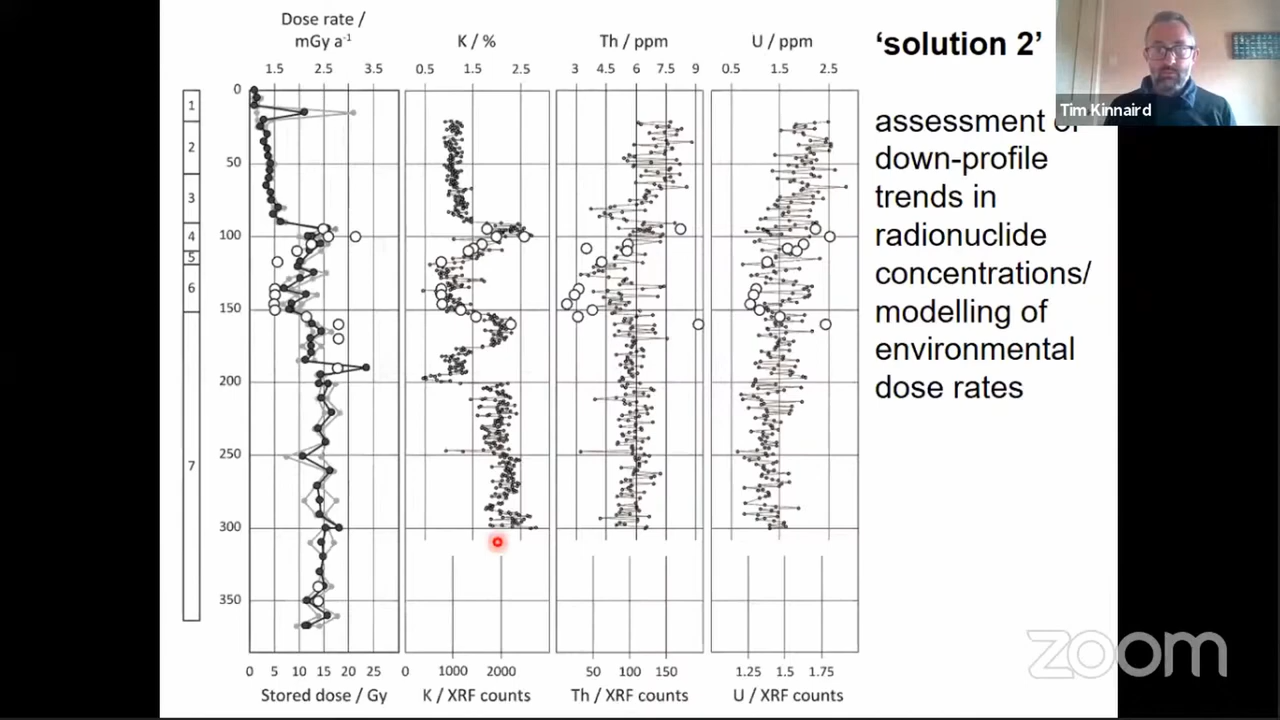 Dose rate /
mGy a-1
K / %
Th / ppm
U / ppm
1.5 2.5 3.5
0.5 1.5 2.5
3 4.5 6 7.5 9
0.5 1.5 2.5
0
50
100
150
200
250
300
350
1
2
3
4
5
6
7
0 5 10 15 20 25
1000 2000
50 100 150
1.25 1.5 1.75
Stored dose / Gy
K / XRF counts
Th / XRF counts
U / XRF counts
‘solution 2’
assessment of
down-profile
trends in
radionuclide
concentrations/
modelling of
environmental
dose rates
Tim Kinnaird
zoom